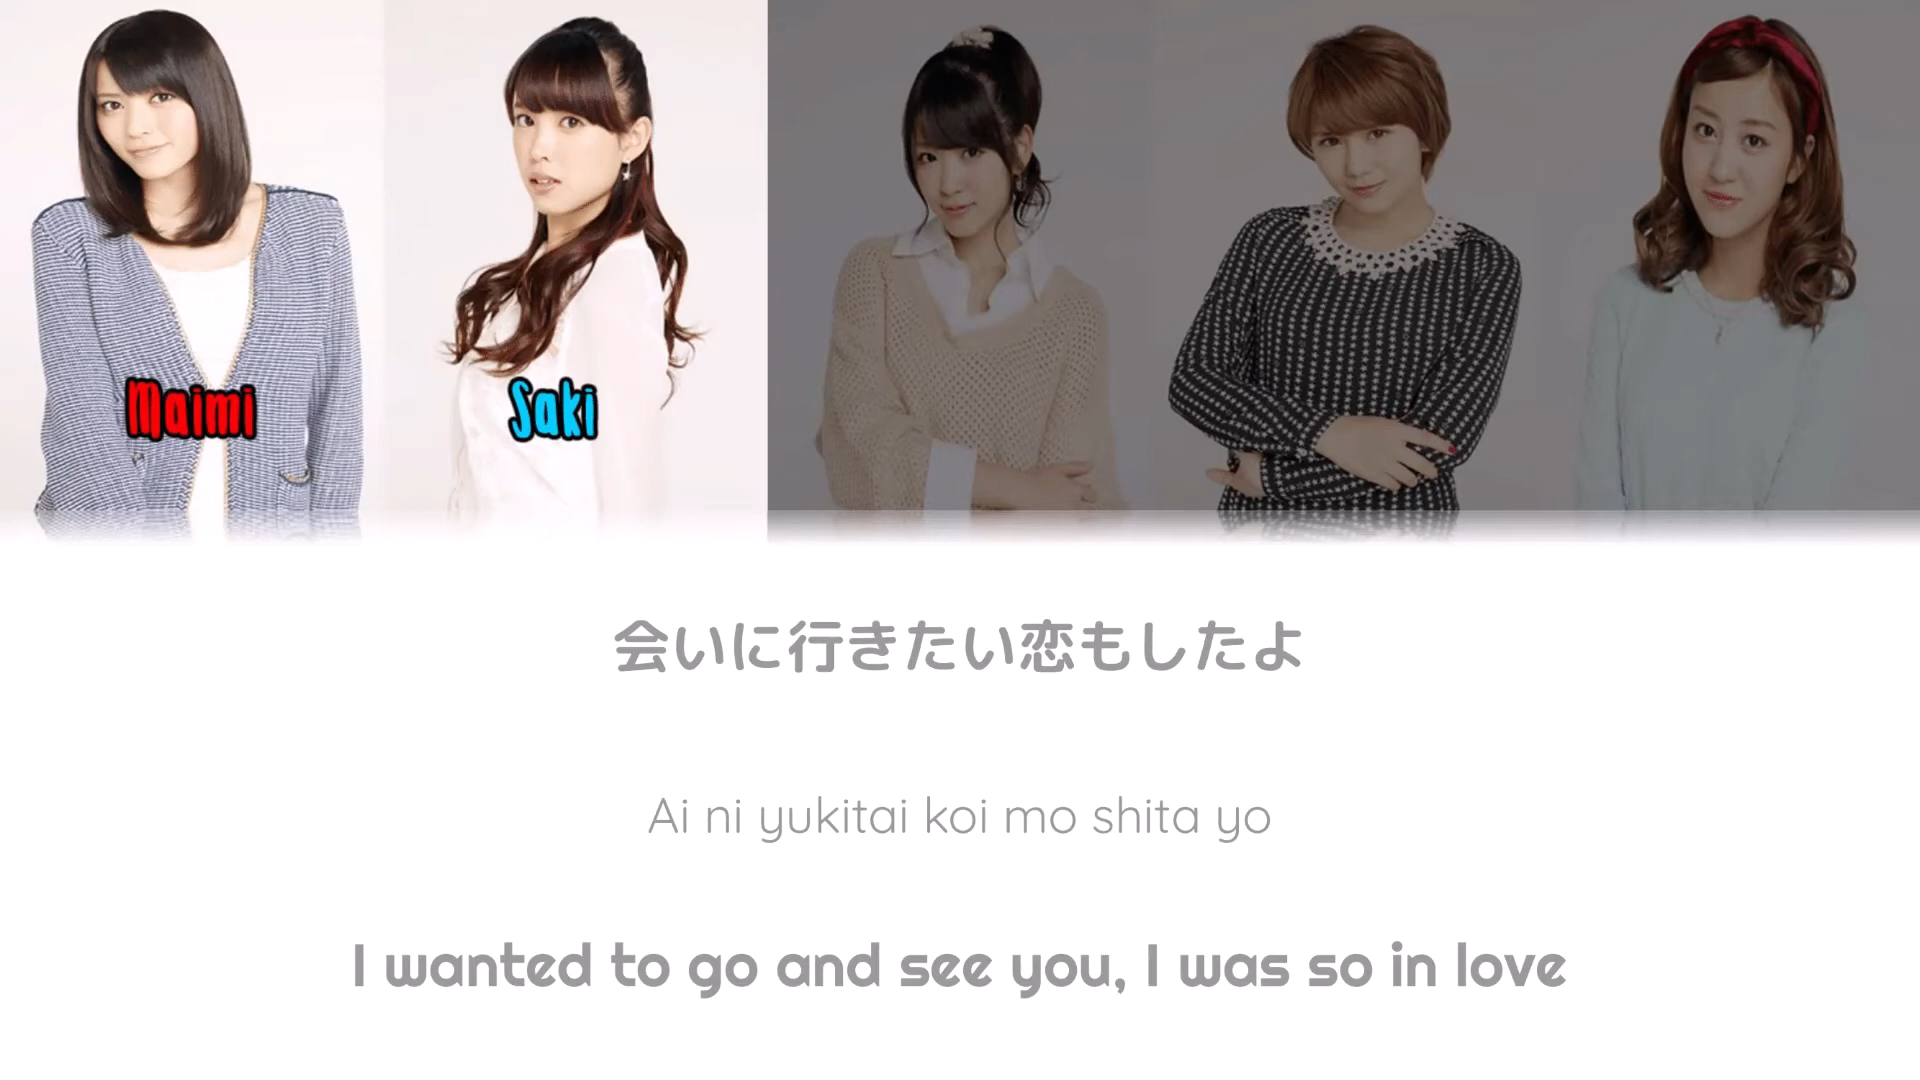 Maimi
Saki
会いに行きたい恋もしたよ
Ai ni yukitai koi mo shita yo
I wanted to go and see you, I was so in love